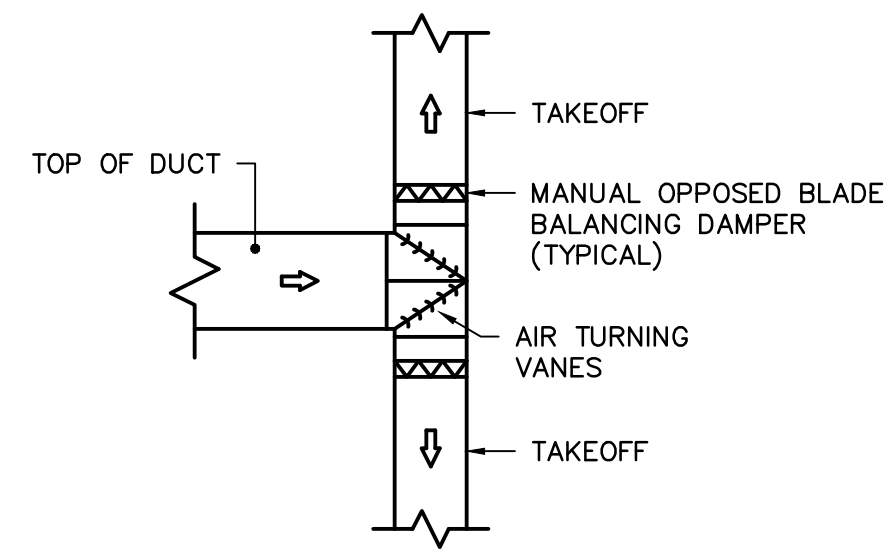 TAKEOFF
TOP OF DUCT
MANUAL OPPOSED BLADE
BALANCING DAMPER
(TYPICAL)
AIR TURNING
VANES
TAKEOFF